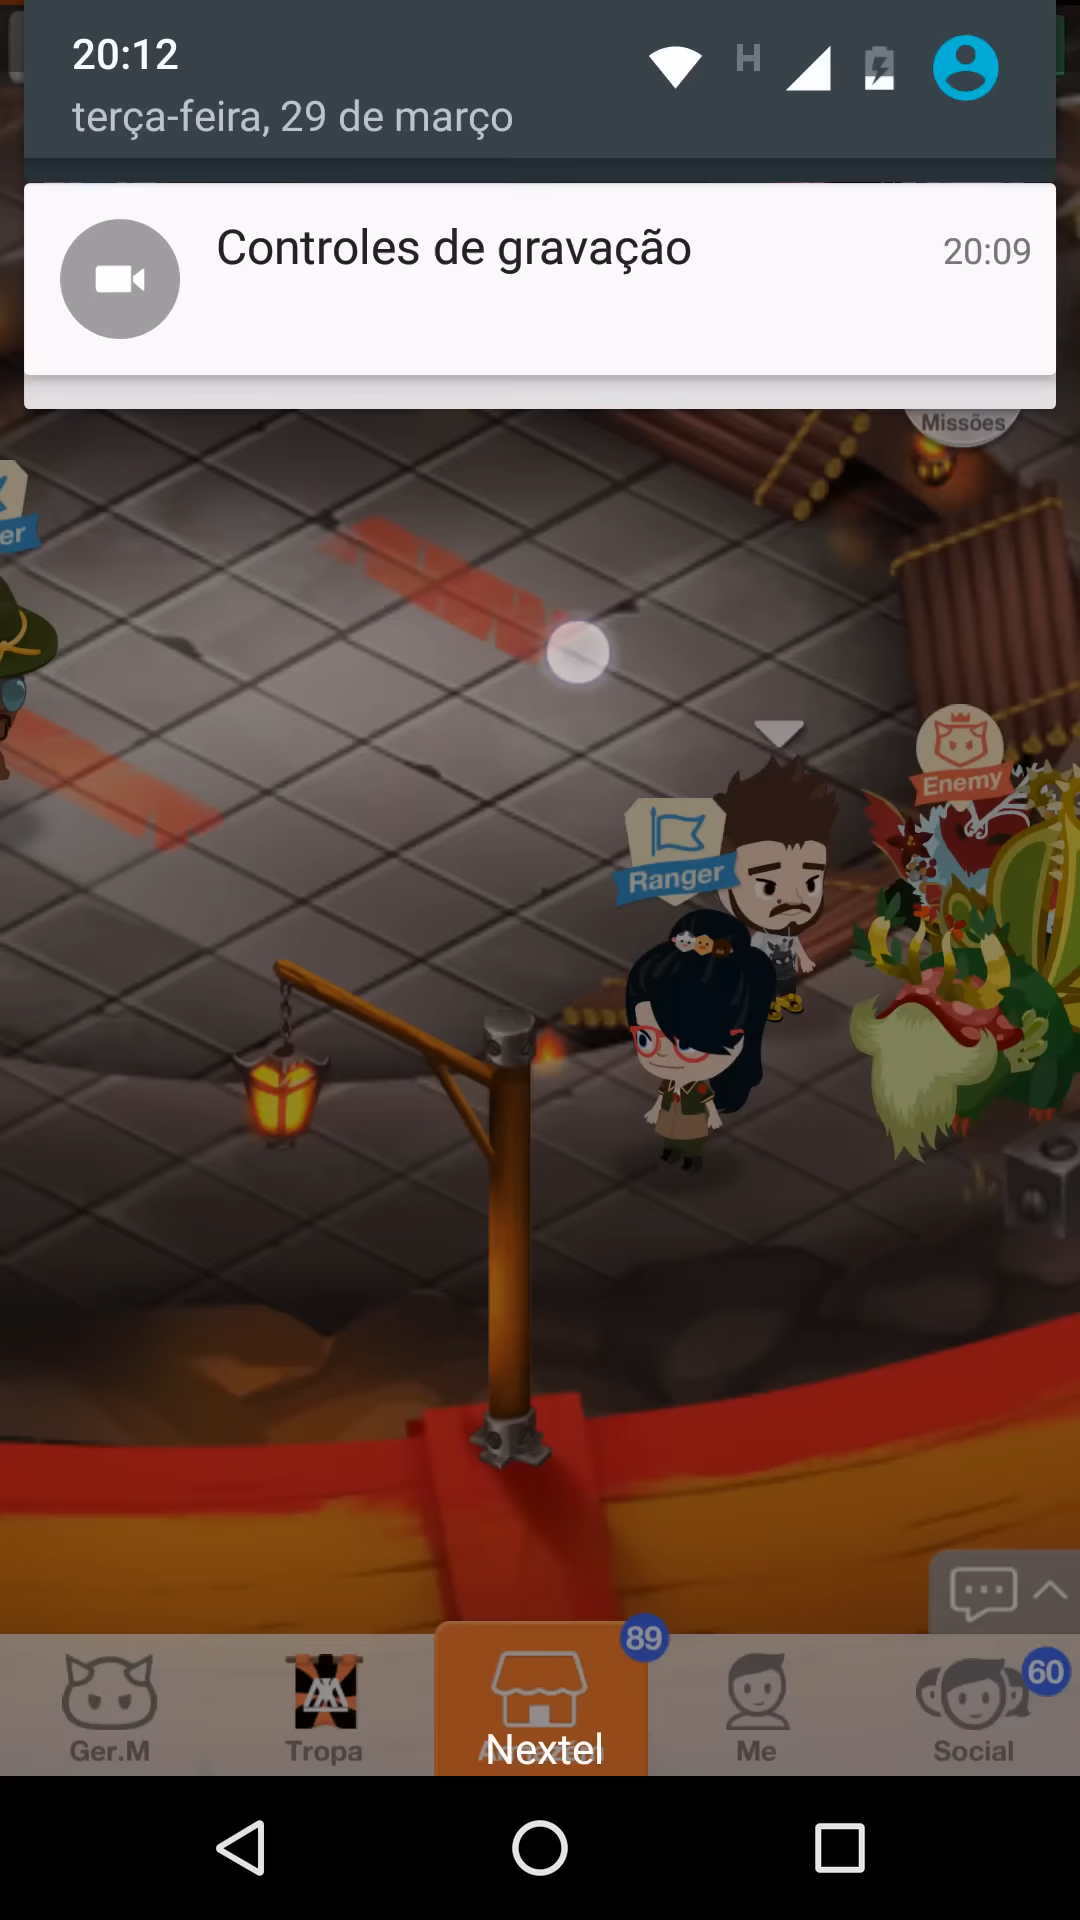 20:12
H
terça-feira, 29 de março
Controles de gravação
20:09
Missões
er
Enemy
Ranger
89
60
Ger.M
Tropa
Nextel
Me
Social